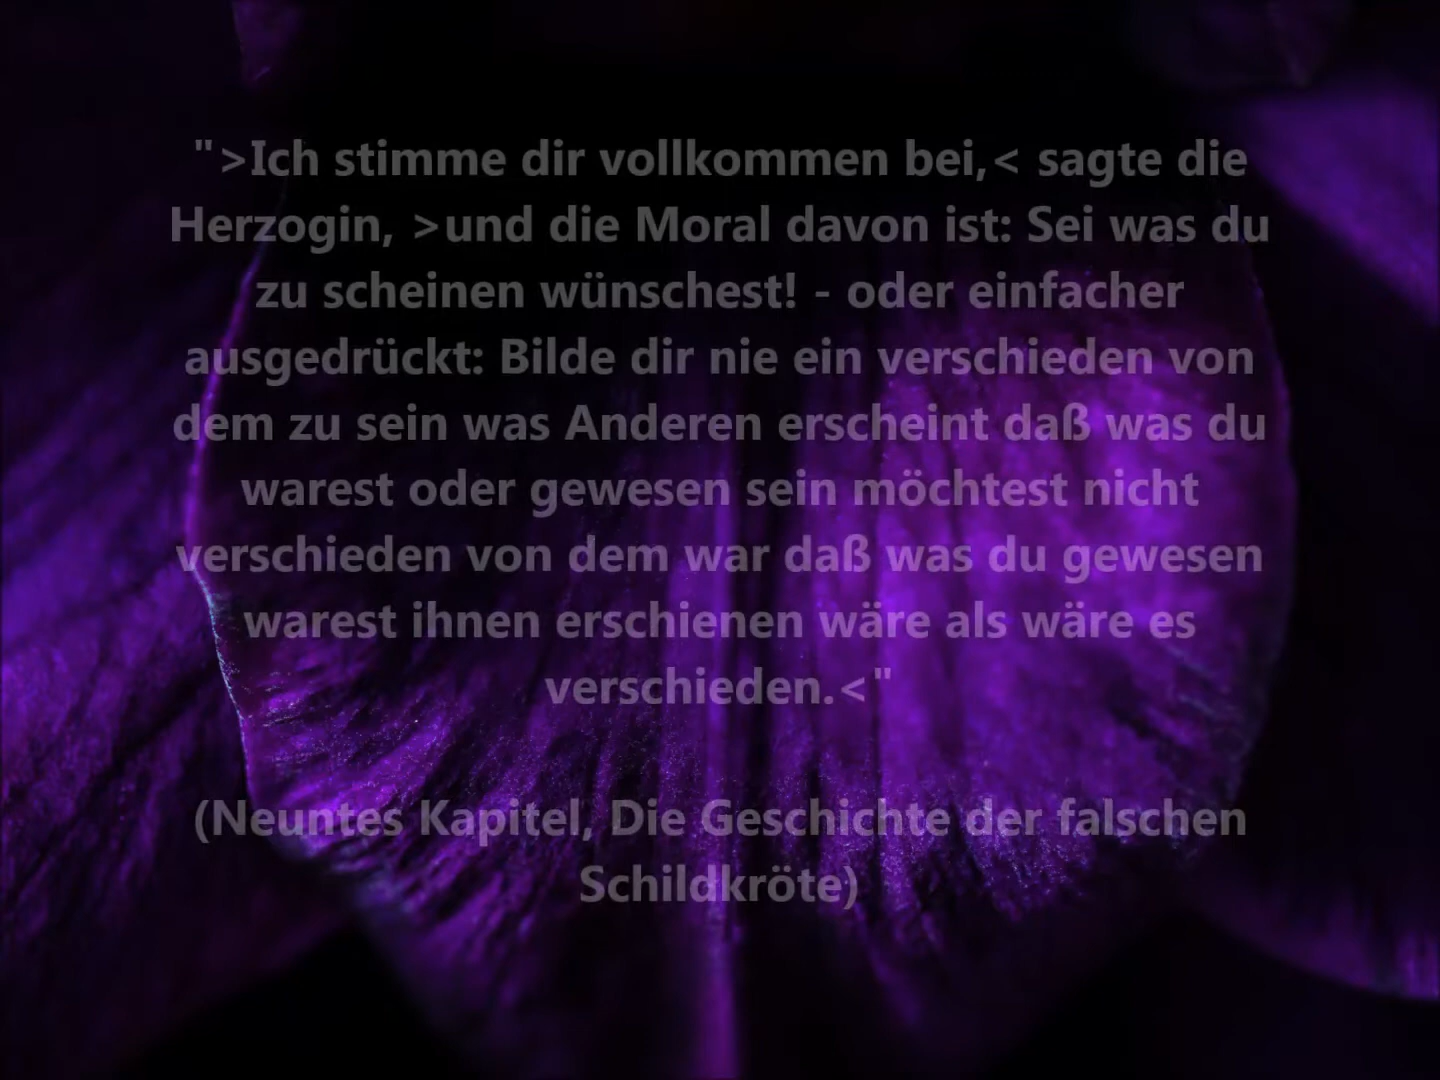 ">Ich stimme dir vollkommen bei,< sagte die
Herzogin, >und die Moral davon ist: Sei was du
zu scheinen wünschest! - oder einfacher
ausgedrückt: Bilde dir nie ein verschieden von
dem zu sein was Anderen erscheint daß was du
warest oder gewesen sein möchtest nicht
verschieden von dem war daß was du gewesen
warest ihnen erschienen wäre als wäre es
verschieden.<"
(Neuntes Kapitel, Die Geschichte der falschen
Schildkröte)